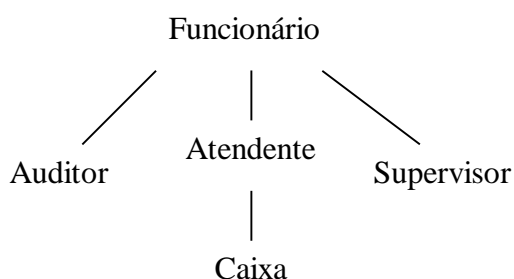 Funcionário
Auditor
Atendente
Supervisor
Caixa